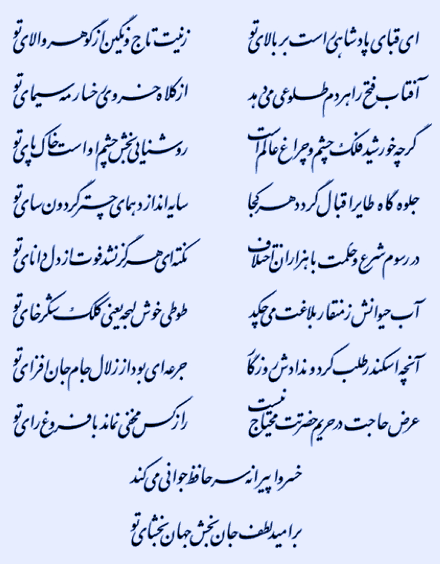 ای قبای پادشاهی راست بر بالای تو زینت تاج و نگین از گوهر والای تو
آفتاب فتح را هر دم طلوعی می‌دهد از کلاه خسروی رخسار مه سیمای تو
گرچه خورشید فلک چشم و چراغ عالم است روشنایی بخش چشم اوست خاک پای تو
جلوه گاه طایر اقبال گردد هر کجا سایه اندازد همای چتر گردون سای تو
در رسوم شرع و حکمت با هزاران اختلاف نکته‌ای هرگز نشد فوت از دل دانای تو
آب حیوانش ز منقار بلاغت می‌چکد طوطی خوش لهجه یعنی کلک شکرخای تو
آنچه اسکندر طلب کرد و ندادش روزگار جرعه‌ای بود از زلال جام جان افزای تو
عرض حاجت در حریم حضرتت محتاج نیست راز کس مخفی نماند با فروغ رای تو
خسروا پیرانه سر حافظ جوانی می‌کند
بر امید لطف جان بخش جهان بخشای تو